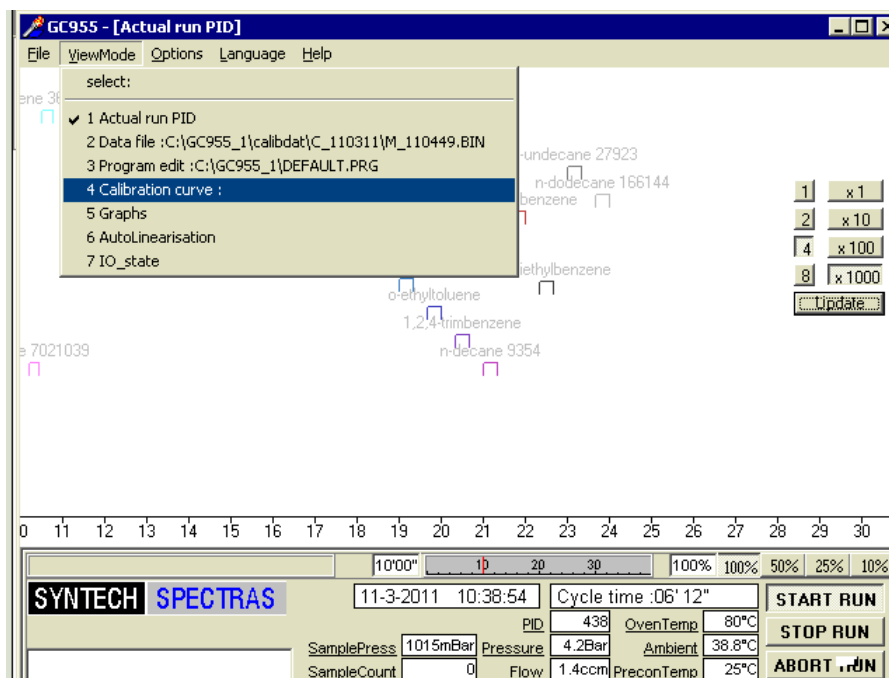 GC955 - [Actual run PID]
File ViewMode Options Language Help
select:
1 Actual run PID
2 Data file :C:\GC955_1\calibdat\C_110311\M_110449.BIN
3 Program edit :C:\GC955_1\DEFAULT.PRG
4 Calibration curve :
5 Graphs
6 AutoLinearisation
7 IO_state
ene 36
-undecane 27923
n-dodecane 166144
benzene
iethylbenzene
o-ethyltoluene
1,2,4-trimbenzene
n-decane 9354
e 7021039
1 x 1
2 x 10
4 x 100
8 x 1000
Update
0 11 12 13 14 15 16 17 18 19 20 21 22 23 24 25 26 27 28 29 30
10'00" 10 20 30 100% 100% 50% 25% 10%
SYNTECH SPECTRAS 11-3-2011 10:38:54 Cycle time :06' 12" START RUN
PID 438 OvenTemp 80°C STOP RUN
SamplePress 1015mBar Pressure 4.2Bar Ambient 38.8°C
SampleCount 0 Flow 1.4ccm PreconTemp 25°C ABORT RUN